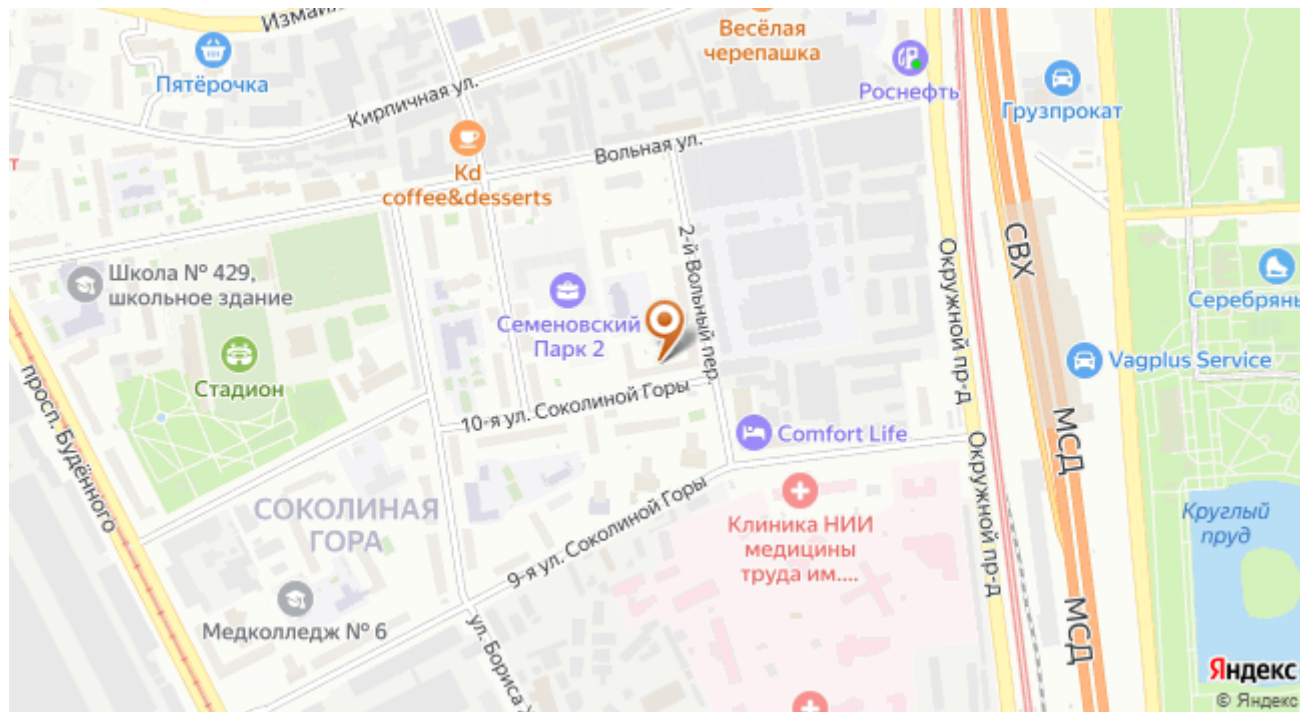 Измай
Весёлая
черепашка
Пятёрочка
Роснефть
Грузпрокат
Кирпичная ул.
Вольная ул.
т
Kd
coffee&desserts
2-й Вольный пер.
СВХ
Окружной пр-д
Школа № 429,
школьное здание
Серебрянь
Семеновский
Парк 2
Vagplus Service
Стадион
просп. Будённого
10-я ул. Соколиной Горы
Comfort Life
МСД
Окружной пр-д
СОКОЛИНАЯ
ГОРА
Клиника НИИ
медицины
труда им....
Круглый
пруд
9-я ул. Соколиной Горы
Медколледж № 6
ул. Бориса
МСД
Яндекс
© Яндекс